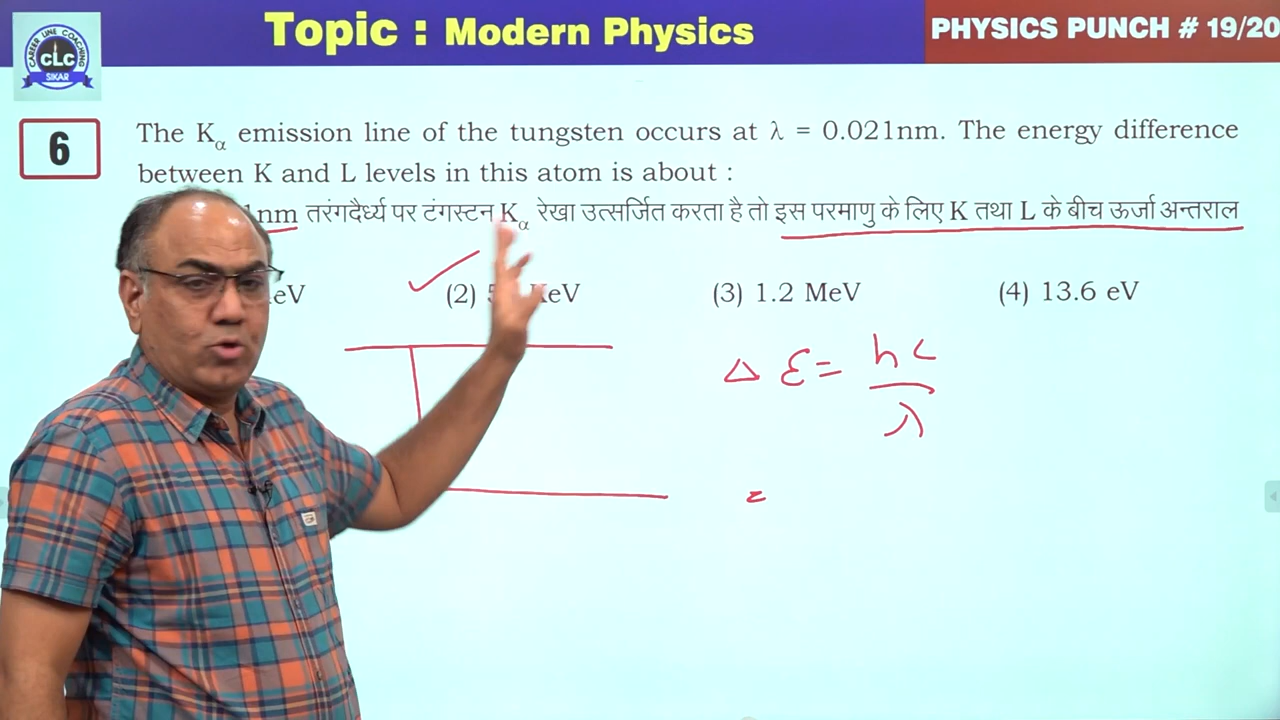 CAREER LINE COACHING
CLC
SIKAR
Topic : Modern Physics
PHYSICS PUNCH # 19/20
6
The Kα emission line of the tungsten occurs at λ = 0.021nm. The energy difference
between K and L levels in this atom is about :
nm तरंगदैर्ध्य पर टंगस्टन Kα रेखा उत्सर्जित करता है तो इस परमाणु के लिए K तथा L के बीच ऊर्जा अन्तराल
eV (2) KeV (3) 1.2 MeV (4) 13.6 eV
Δ E = hc
λ
=